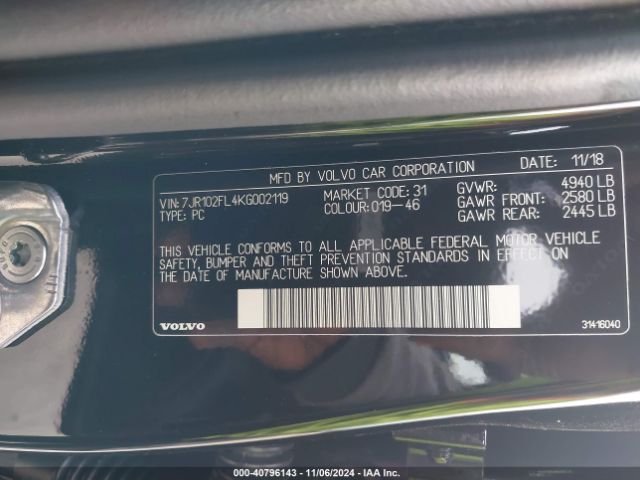 MFD BY VOLVO CAR CORPORATION DATE: 11/18
VIN: 7JR102FL4KG002119 MARKET CODE: 31 GVWR: 4940 LB
TYPE: PC COLOUR: 019-46 GAWR FRONT: 2580 LB
GAWR REAR: 2445 LB
THIS VEHICLE CONFORMS TO ALL APPLICABLE FEDERAL MOTOR VEHICLE
SAFETY, BUMPER AND THEFT PREVENTION STANDARDS IN EFFECT ON
THE DATE OF MANUFACTURE SHOWN ABOVE.
VOLVO 31416040
000-40796143 - 11/06/2024 - IAA Inc.